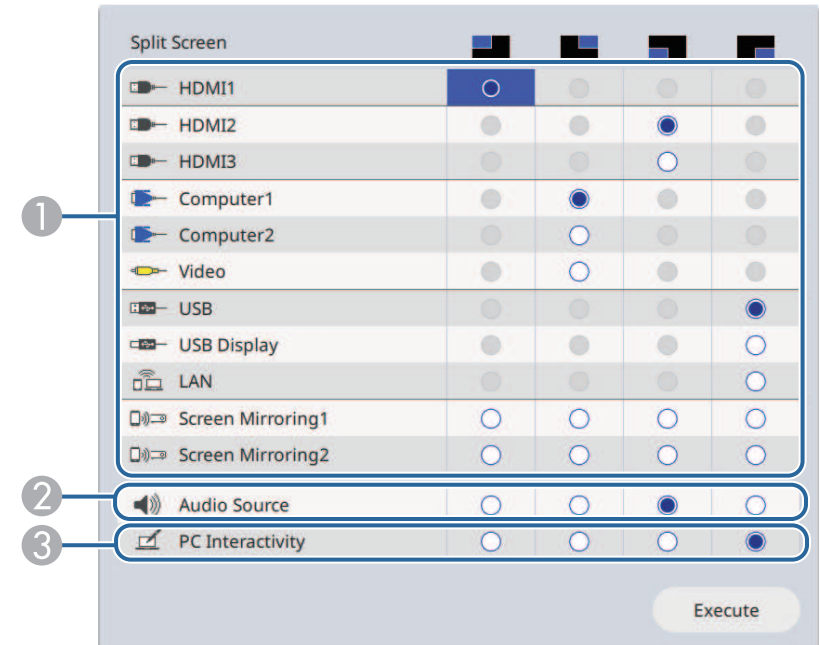 Split Screen
HDMI1
HDMI2
HDMI3
1
Computer1
Computer2
Video
USB
USB Display
LAN
Screen Mirroring1
Screen Mirroring2
2 Audio Source
3 PC Interactivity
Execute